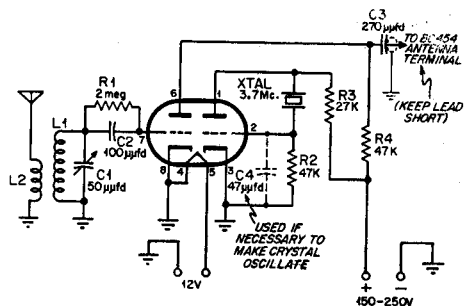 C3
270μμfd
TO BC454
ANTENNA
TERMINAL
(KEEP LEAD
SHORT)
R1
2 meg
6
1
XTAL
3.7Mc.
R3
27K
R4
47K
L1
L2
C2
100μμfd
7
2
C1
50μμfd
8
4
5
3
C4
47μμfd
R2
47K
USED IF
NECESSARY TO
MAKE CRYSTAL
OSCILLATE
12V
+
–
150-250V